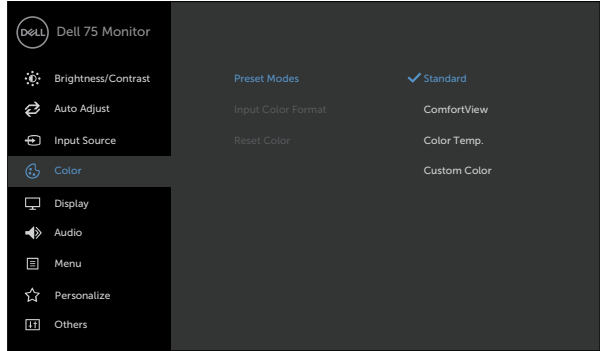 DELL
Dell 75 Monitor
Brightness/Contrast
Auto Adjust
Input Source
Color
Display
Audio
Menu
Personalize
Others
Preset Modes
Input Color Format
Reset Color
Standard
ComfortView
Color Temp.
Custom Color